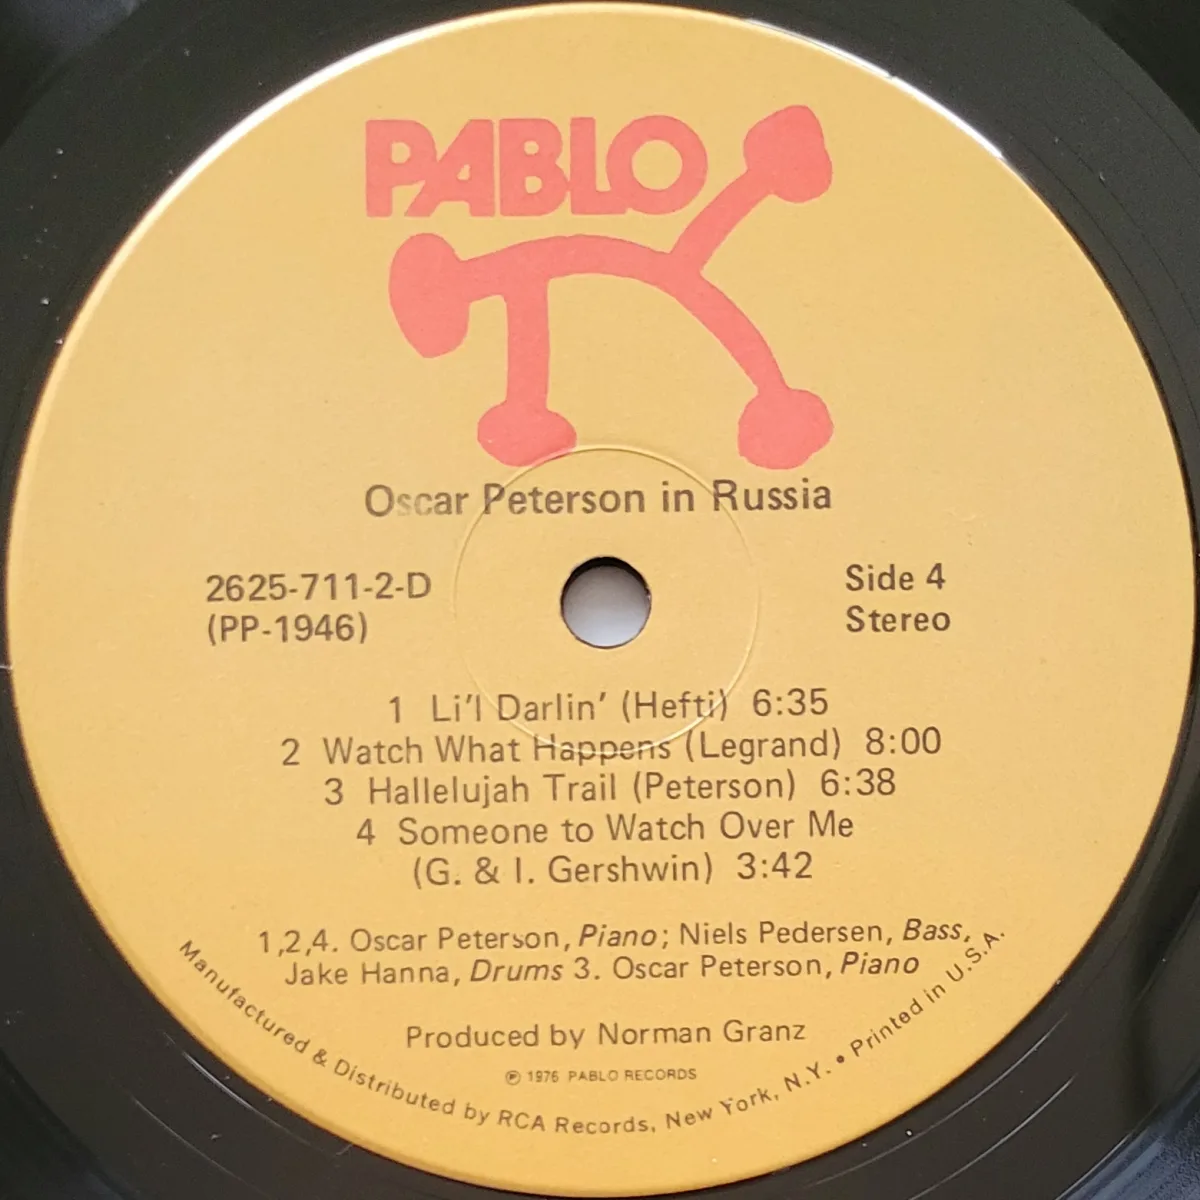 PABLO
Oscar Peterson in Russia
2625-711-2-D
(PP-1946)
Side 4
Stereo
1 Li'l Darlin' (Hefti) 6:35
2 Watch What Happens (Legrand) 8:00
3 Hallelujah Trail (Peterson) 6:38
4 Someone to Watch Over Me
(G. & I. Gershwin) 3:42
1,2,4. Oscar Peterson, Piano; Niels Pedersen, Bass,
Jake Hanna, Drums 3. Oscar Peterson, Piano
Produced by Norman Granz
℗ 1976 PABLO RECORDS
Manufactured & Distributed by RCA Records, New York, N.Y. • Printed in U.S.A.